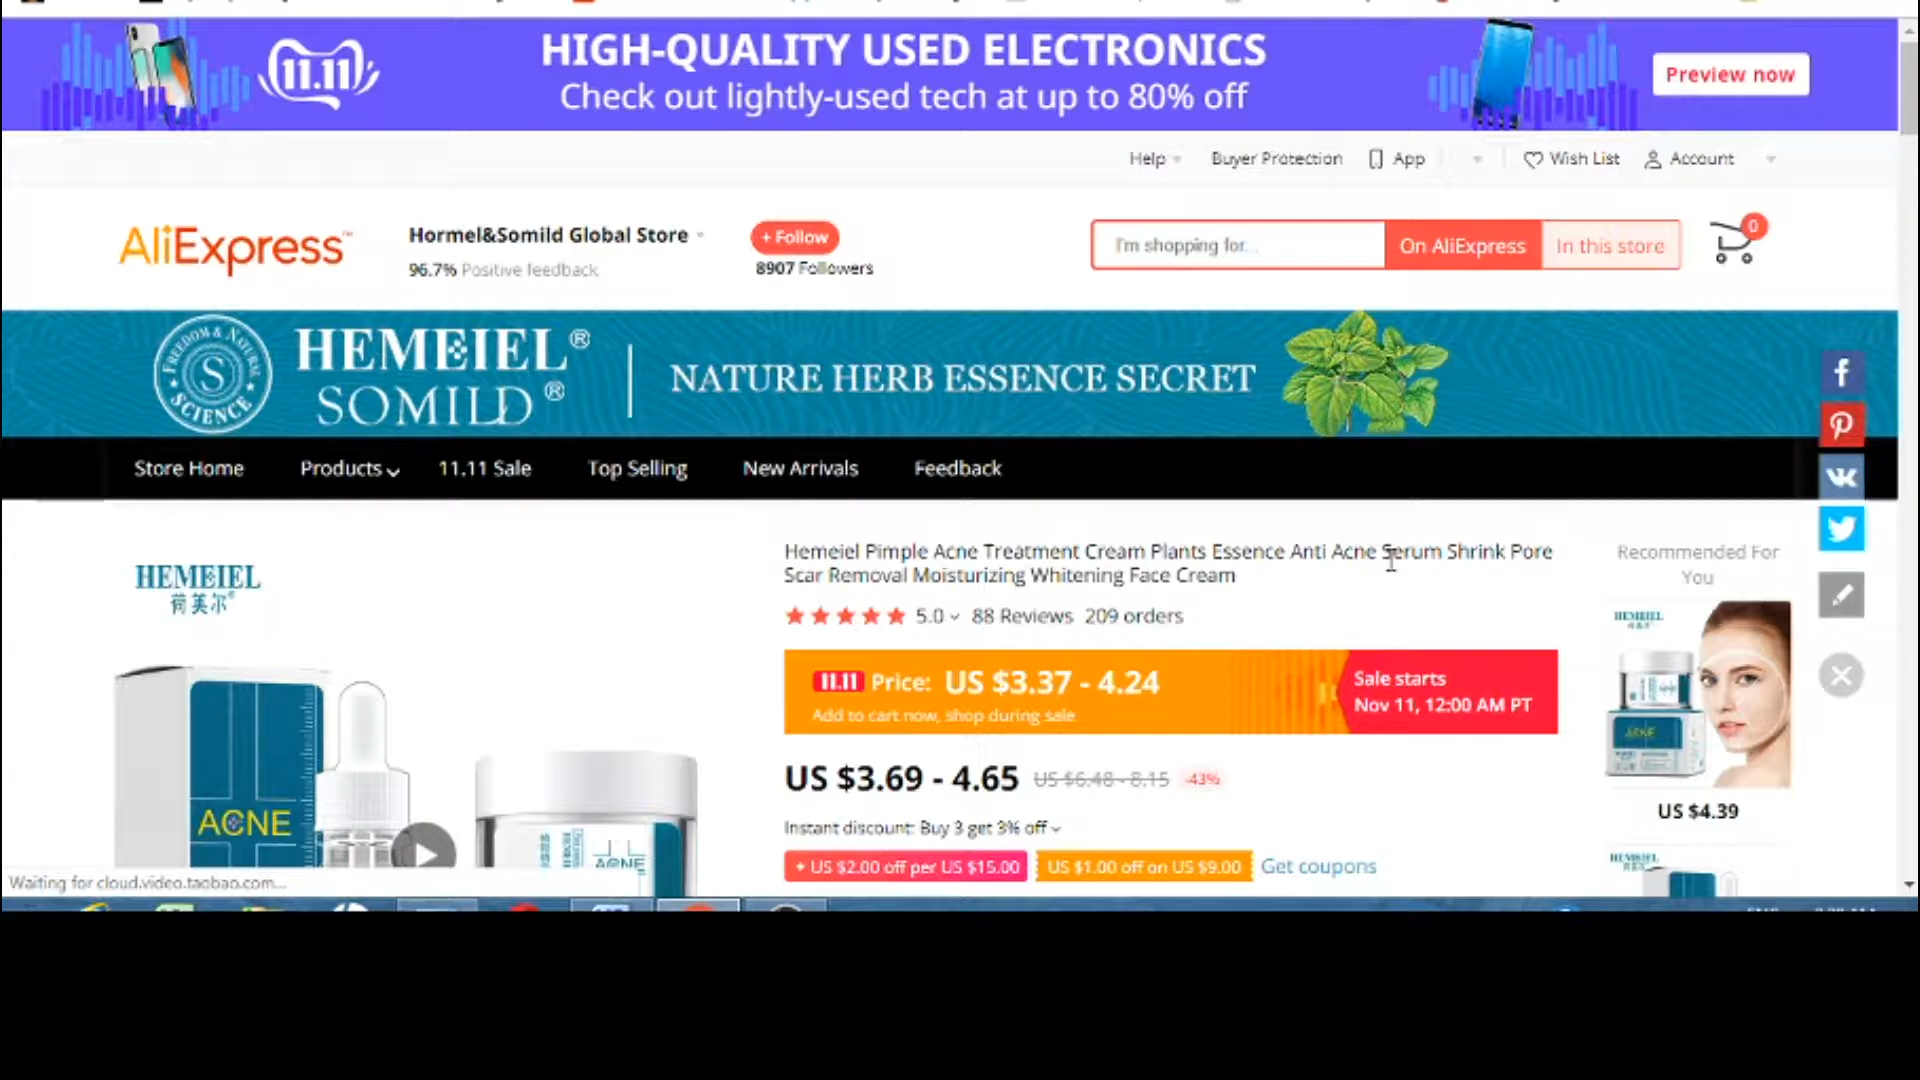 11.11
HIGH-QUALITY USED ELECTRONICS
Check out lightly-used tech at up to 80% off
Preview now
Help
Buyer Protection
App
Wish List
Account
AliExpress™
Hormel&Somild Global Store
96.7% Positive feedback
+ Follow
8907 Followers
I'm shopping for...
On AliExpress
In this store
0
FREEDOM & NATURAL
S
SCIENCE
HEMEIEL®
SOMILD®
NATURE HERB ESSENCE SECRET
Store Home
Products
11.11 Sale
Top Selling
New Arrivals
Feedback
HEMEIEL
荷美尔®
ACNE
ACNE
Hemeiel Pimple Acne Treatment Cream Plants Essence Anti Acne Serum Shrink Pore
Scar Removal Moisturizing Whitening Face Cream
5.0
88 Reviews
209 orders
11.11 Price: US $3.37 - 4.24
Add to cart now, shop during sale
Sale starts
Nov 11, 12:00 AM PT
US $3.69 - 4.65
US $6.48 - 8.15
-43%
Instant discount: Buy 3 get 3% off
+ US $2.00 off per US $15.00
US $1.00 off on US $9.00
Get coupons
Recommended For
You
HEMEIEL
ACNE
US $4.39
HEMEIEL
Waiting for cloud.video.taobao.com...